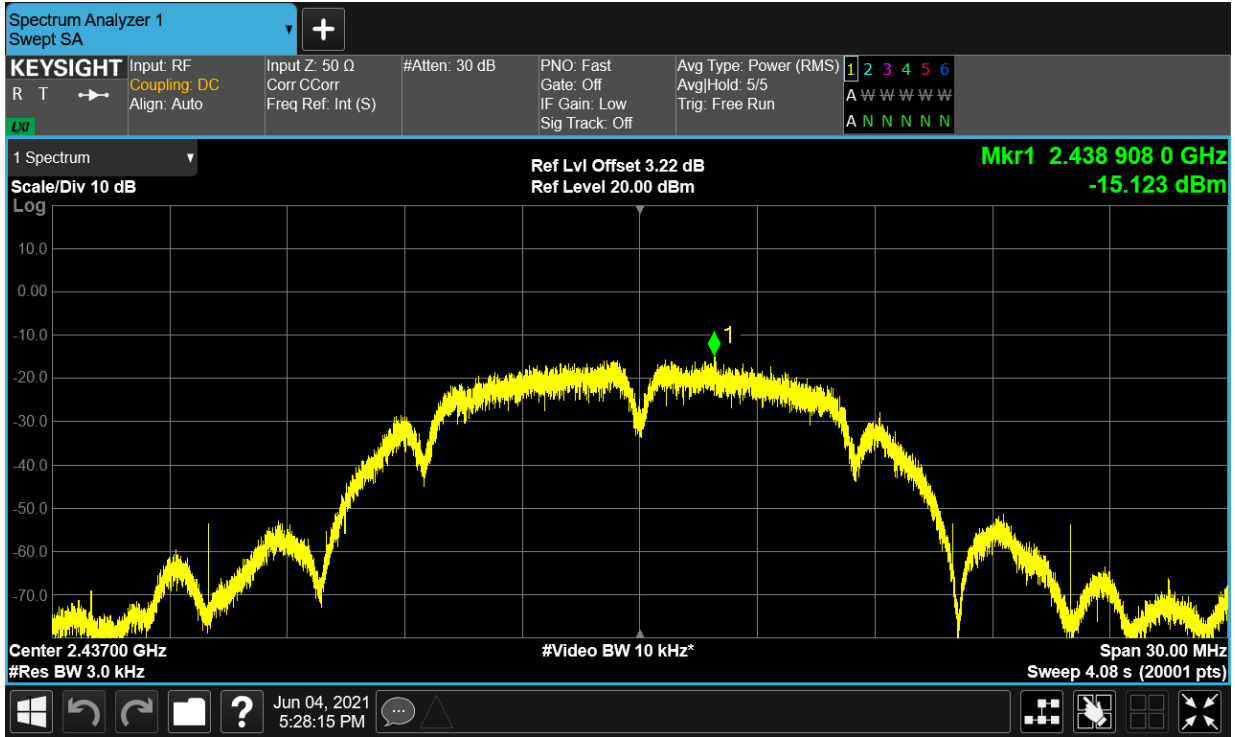 Spectrum Analyzer 1
Swept SA
+
KEYSIGHT
R T
LXI
Input: RF
Coupling: DC
Align: Auto
Input Z: 50 Ω
Corr CCorr
Freq Ref: Int (S)
#Atten: 30 dB
PNO: Fast
Gate: Off
IF Gain: Low
Sig Track: Off
Avg Type: Power (RMS)
Avg|Hold: 5/5
Trig: Free Run
1 2 3 4 5 6
A W W W W W
A N N N N N
1 Spectrum
Scale/Div 10 dB
Log
Ref Lvl Offset 3.22 dB
Ref Level 20.00 dBm
Mkr1 2.438 908 0 GHz
-15.123 dBm
10.0
0.00
-10.0
1
-20.0
-30.0
-40.0
-50.0
-60.0
-70.0
Center 2.43700 GHz
#Res BW 3.0 kHz
#Video BW 10 kHz*
Span 30.00 MHz
Sweep 4.08 s (20001 pts)
?
Jun 04, 2021
5:28:15 PM